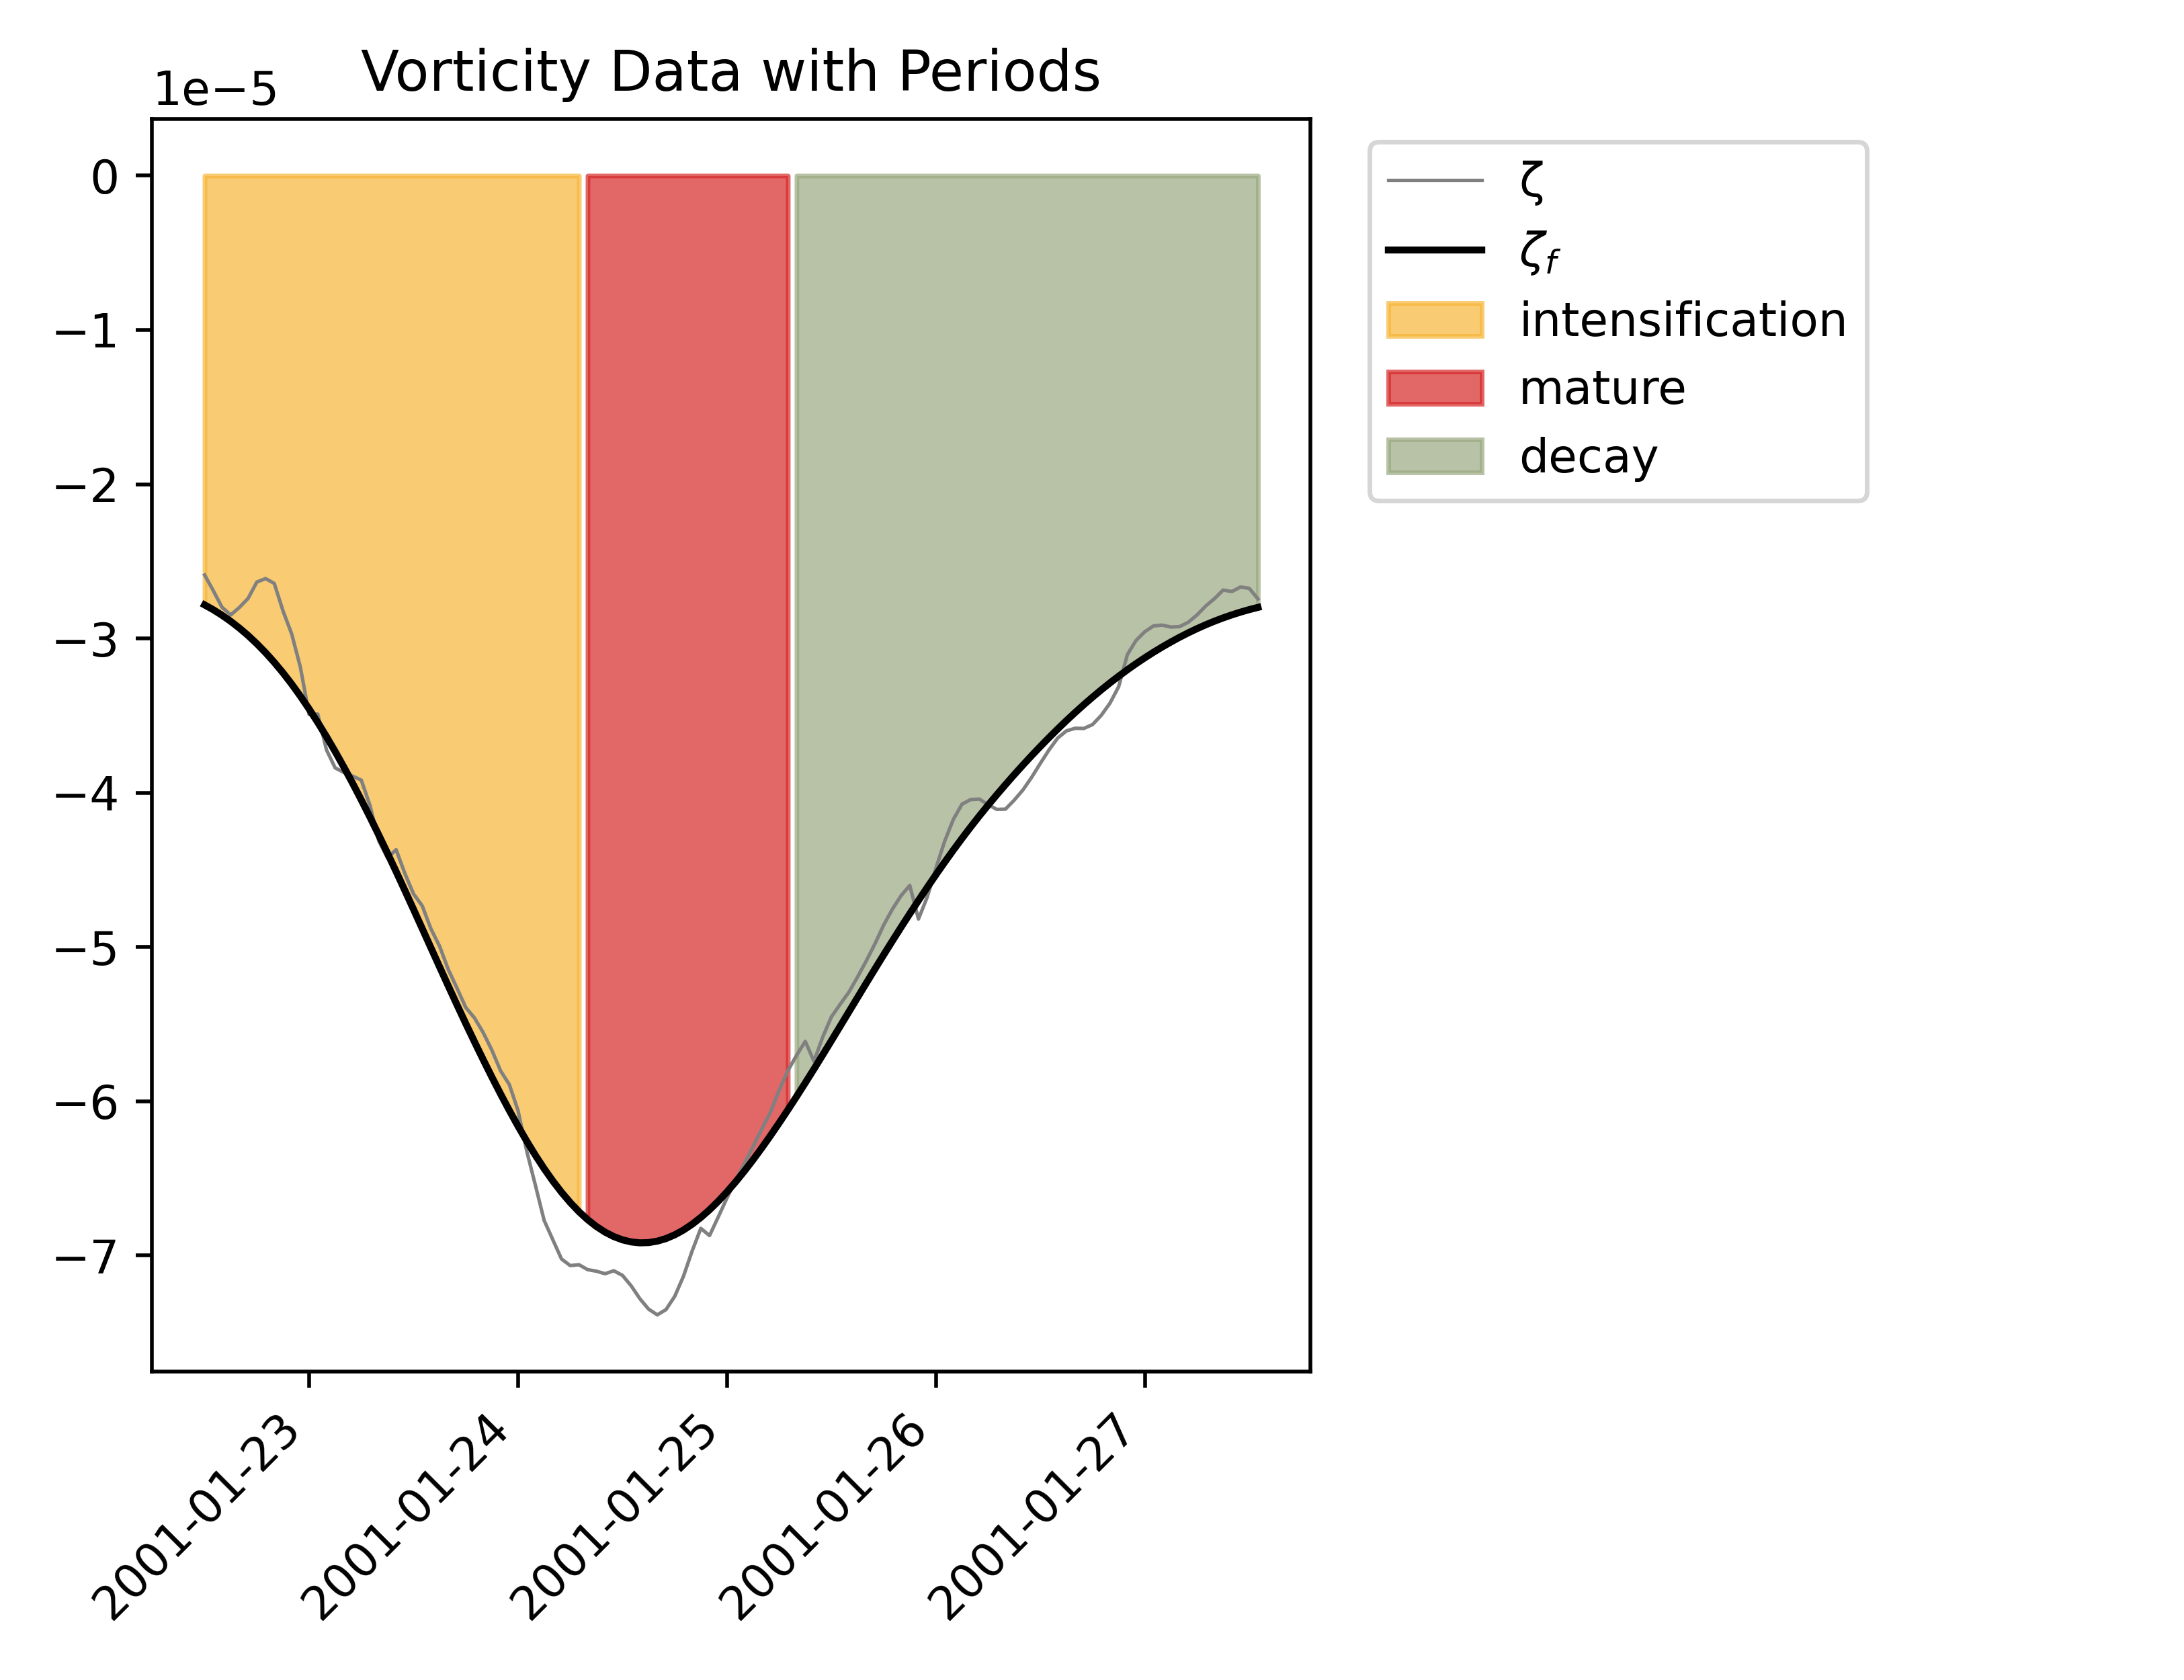 Vorticity Data with Periods
1e−5
0
−1
−2
−3
−4
−5
−6
−7
2001-01-23
2001-01-24
2001-01-25
2001-01-26
2001-01-27
ζ
ζf
intensification
mature
decay